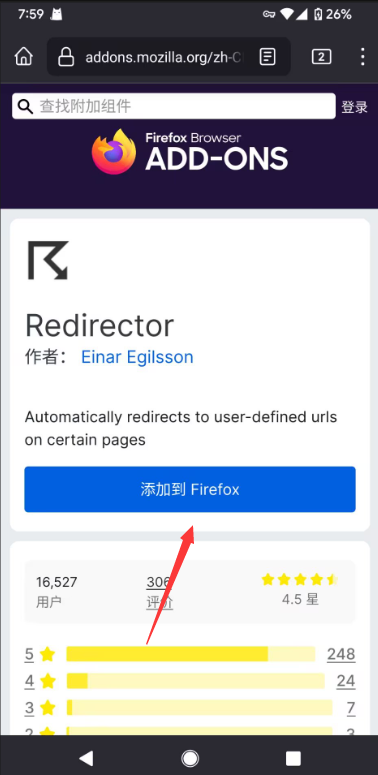 7:59
26%
addons.mozilla.org/zh-C
2
查找附加组件
登录
Firefox Browser
ADD-ONS
Redirector
作者： Einar Egilsson
Automatically redirects to user-defined urls
on certain pages
添加到 Firefox
16,527
306
用户
评价
4.5 星
5
248
4
24
3
7
2
3